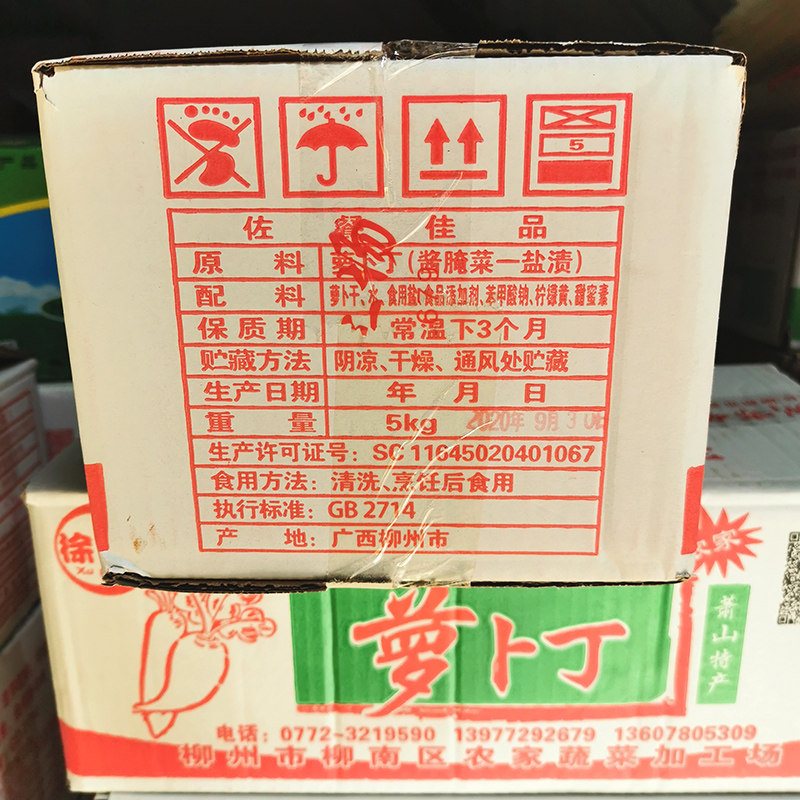 5
佐餐佳品
原料 萝卜丁(酱腌菜一盐渍)
配料 萝卜干、水、食用盐、食品添加剂、苯甲酸钠、柠檬黄、甜蜜素
保质期 常温下3个月
贮藏方法 阴凉、干燥、通风处贮藏
生产日期 年 月 日
重量 5kg 2020年 9月 3
生产许可证号: SC 11645020401067
食用方法: 清洗、烹饪后食用
执行标准: GB 2714
产地: 广西柳州市
徐
Xu
农家
萝卜丁
萧山特产
电话: 0772-3219590 13977292679 13607805309
柳州市柳南区农家蔬菜加工场